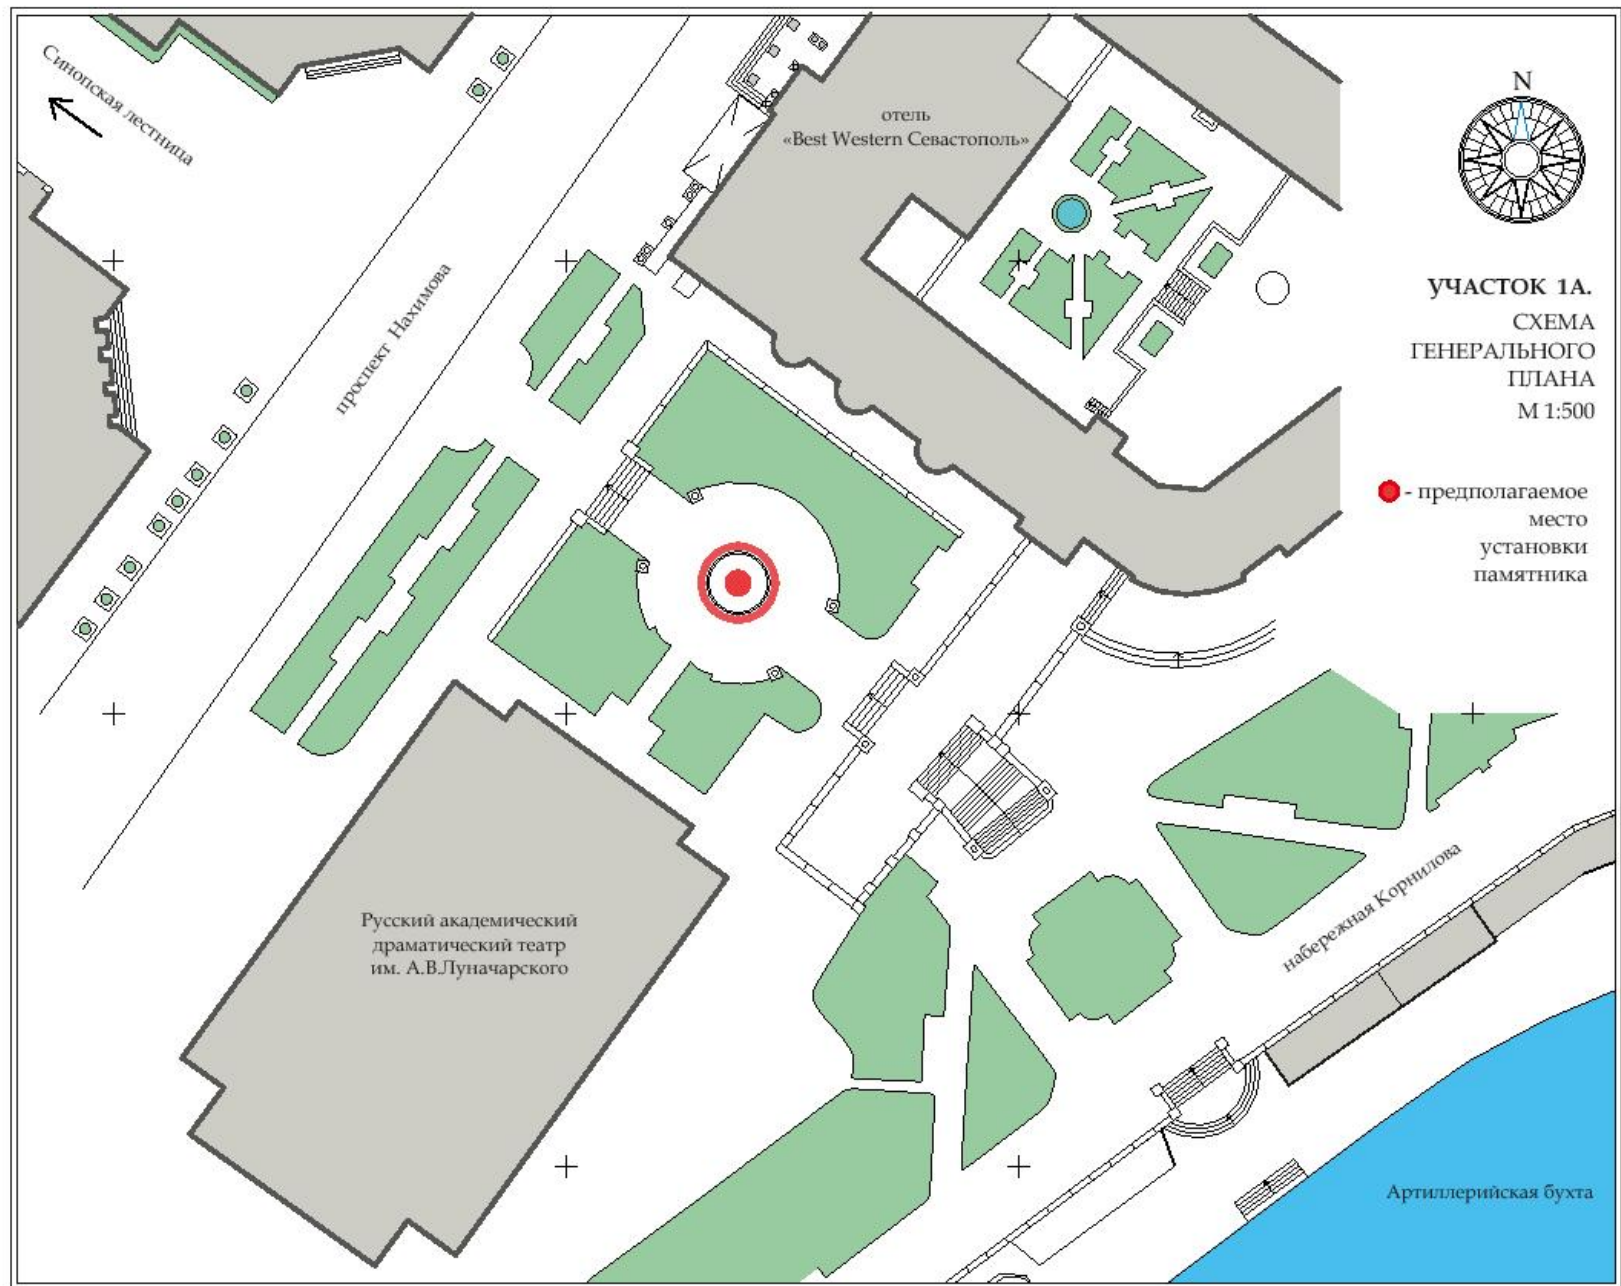 Синопская лестница
отель
«Best Western Севастополь»
N
проспект Нахимова
УЧАСТОК 1А.
СХЕМА
ГЕНЕРАЛЬНОГО
ПЛАНА
М 1:500
- предполагаемое
место
установки
памятника
Русский академический
драматический театр
им. А.В.Луначарского
набережная Корнилова
Артиллерийская бухта